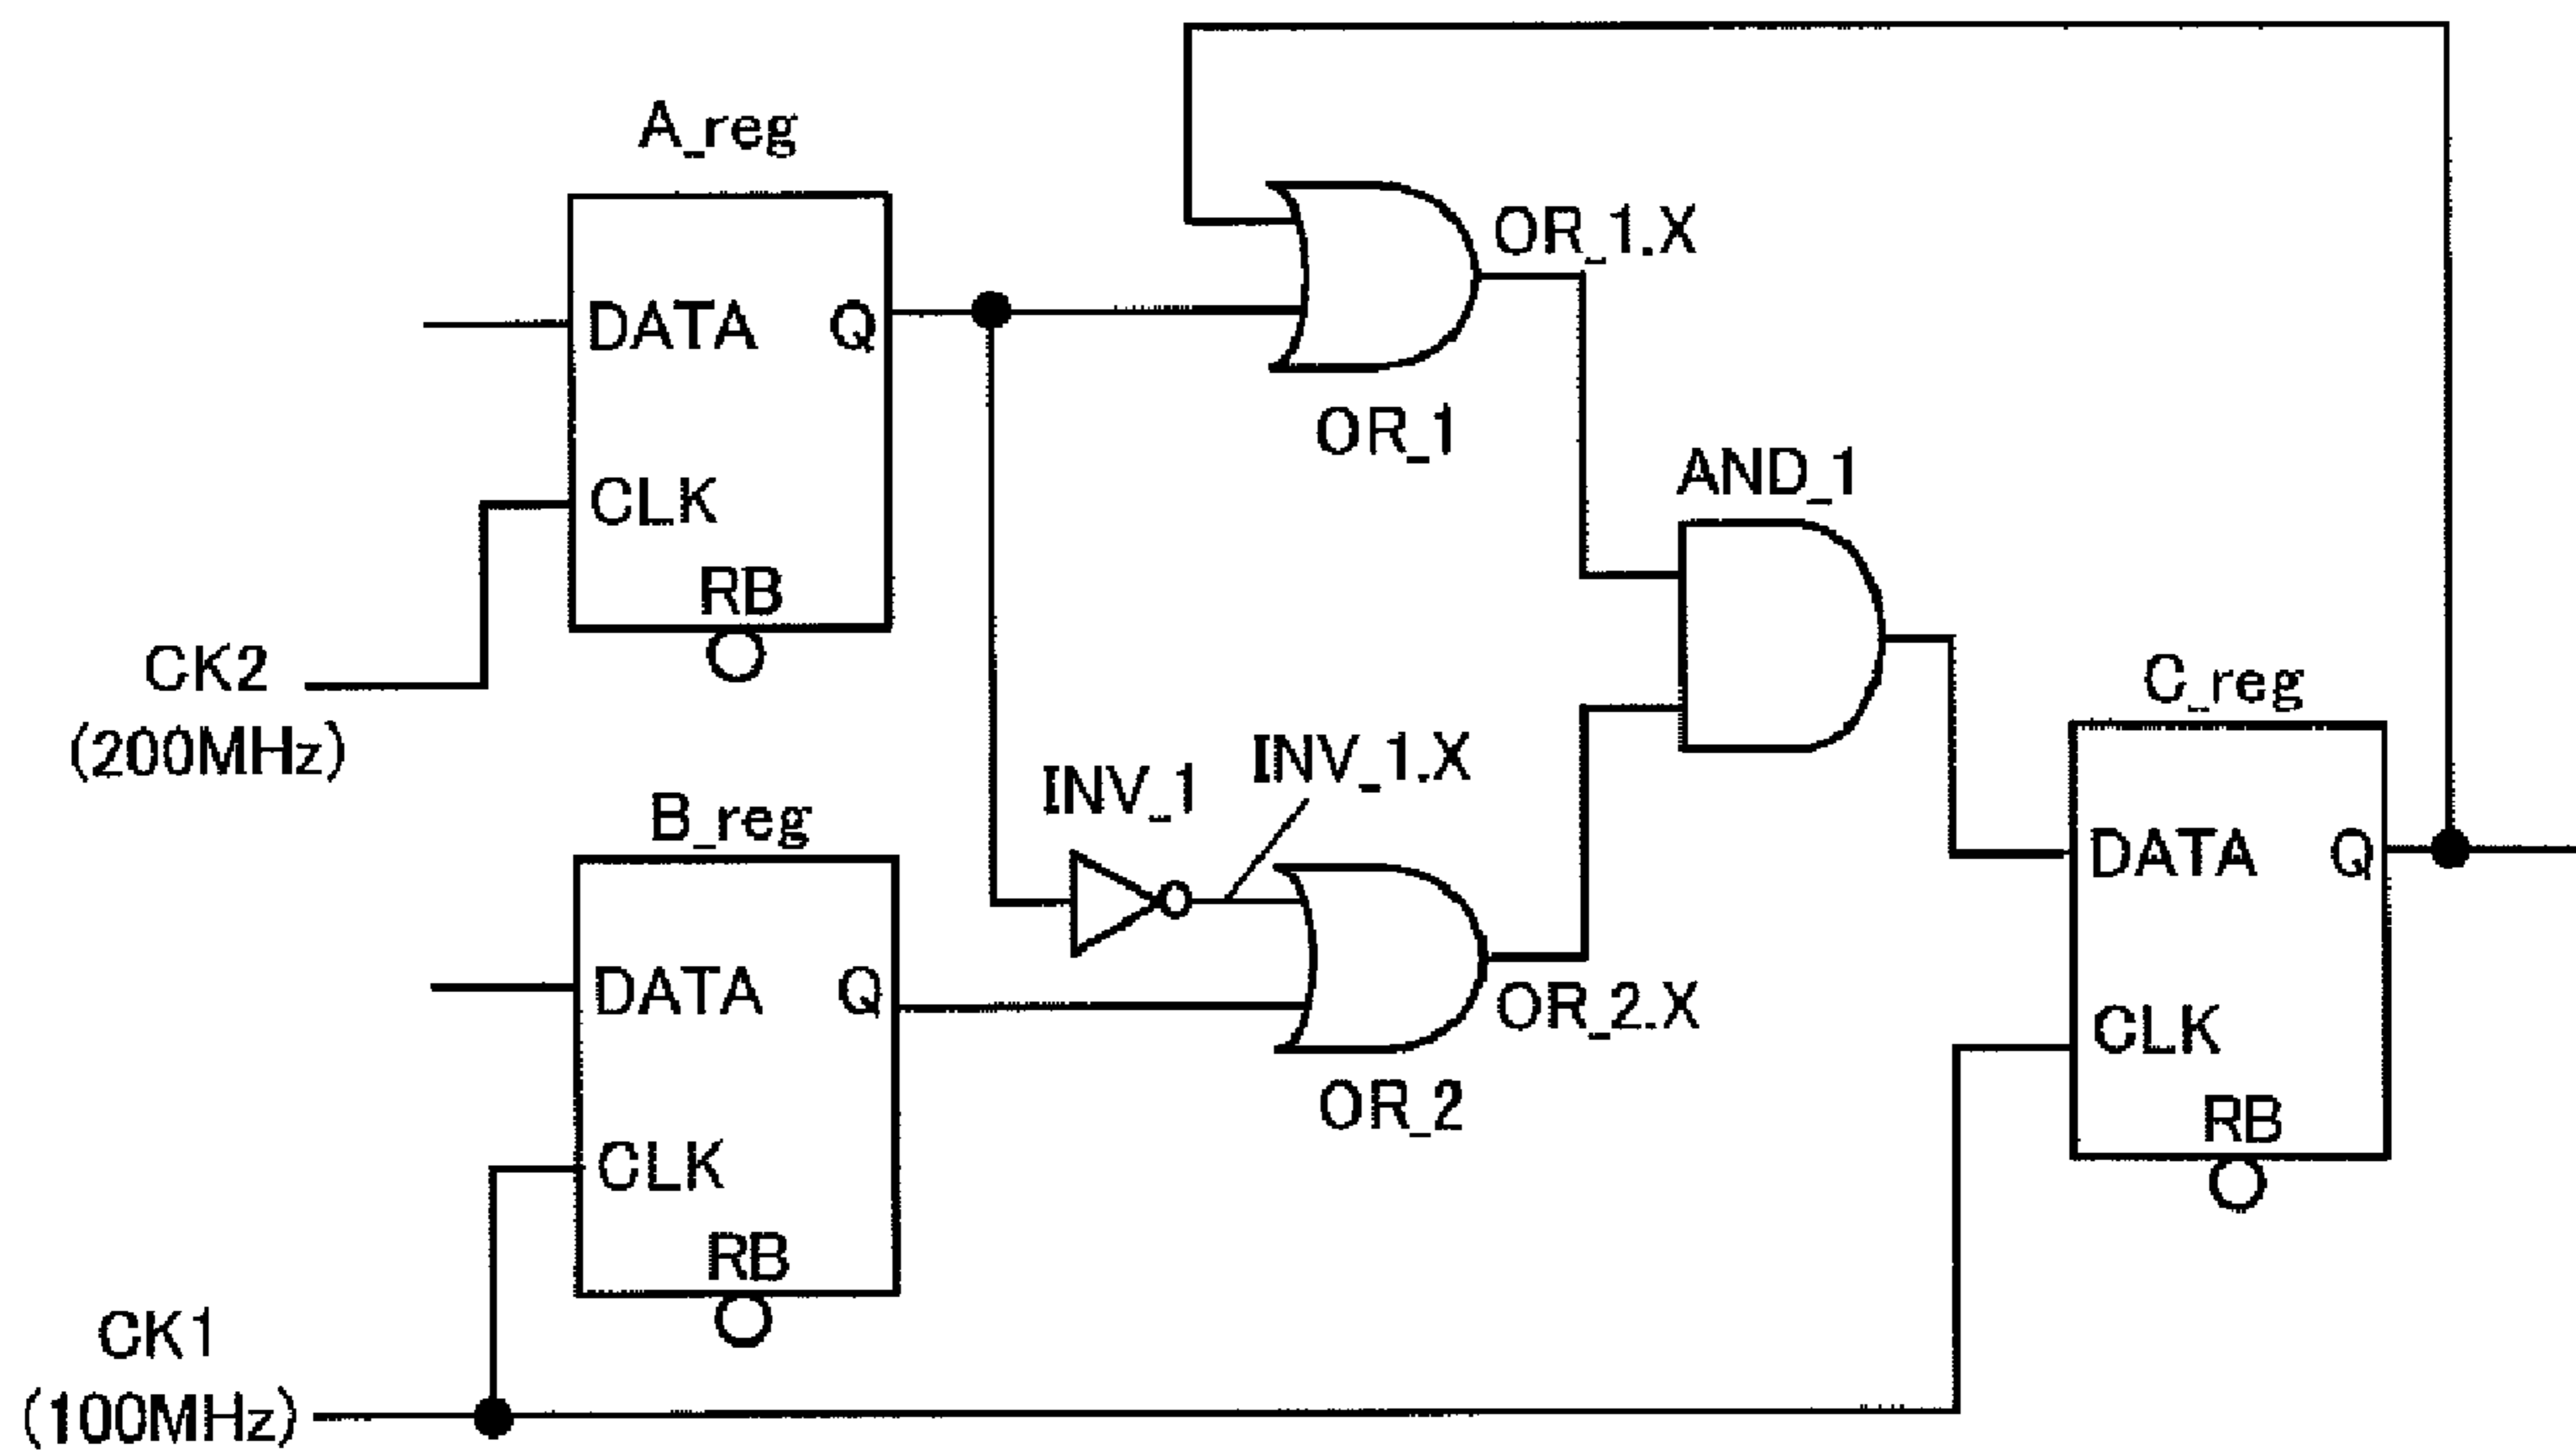 A_reg
DATA Q
CLK
RB
CK2
(200MHz)
OR_1.X
OR_1
AND_1
INV_1
INV_1.X
B_reg
DATA Q
CLK
RB
OR_2.X
OR_2
C_reg
DATA Q
CLK
RB
CK1
(100MHz)